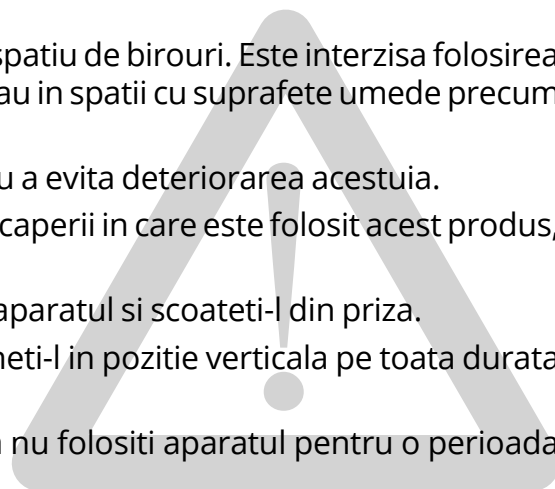 spatiu de birouri. Este interzisa folosirea
au in spatii cu suprafete umede precum
u a evita deteriorarea acestuia.
caperii in care este folosit acest produs,
aparatul si scoateti-l din priza.
neti-l in pozitie verticala pe toata durata
nu folositi aparatul pentru o perioada